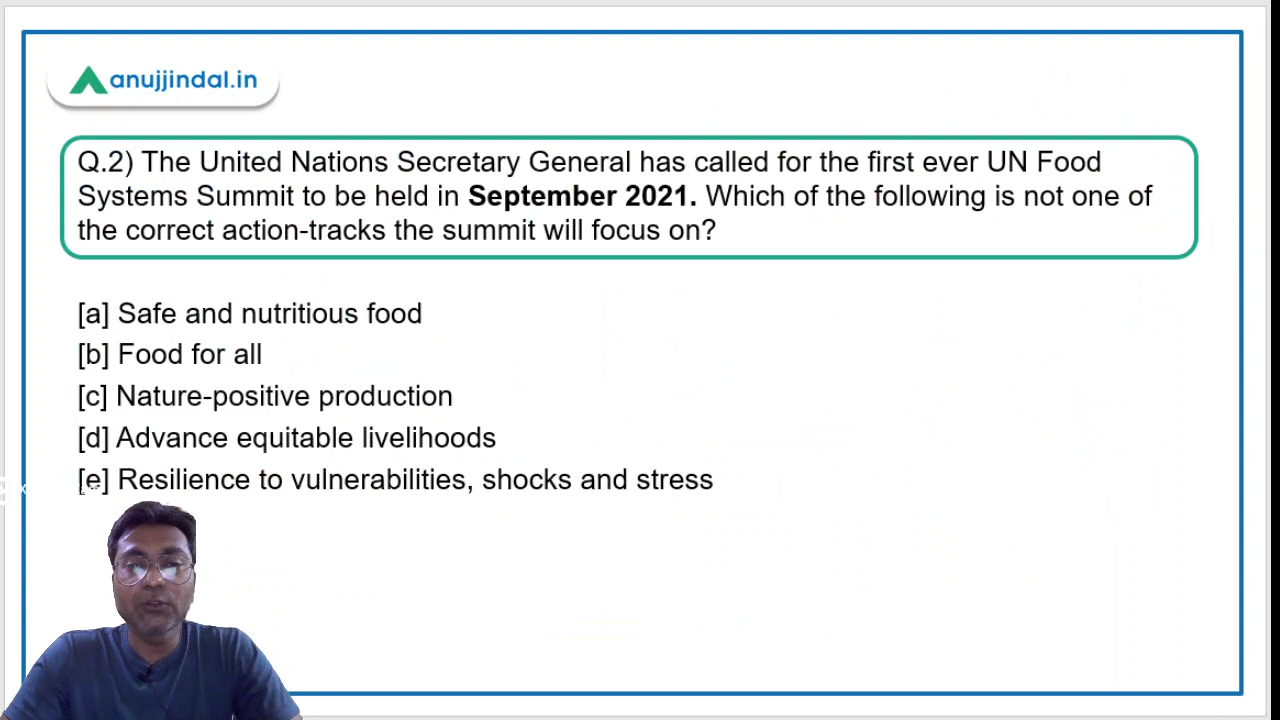 anujjindal.in
Q.2) The United Nations Secretary General has called for the first ever UN Food
Systems Summit to be held in September 2021. Which of the following is not one of
the correct action-tracks the summit will focus on?
[a] Safe and nutritious food
[b] Food for all
[c] Nature-positive production
[d] Advance equitable livelihoods
[e] Resilience to vulnerabilities, shocks and stress